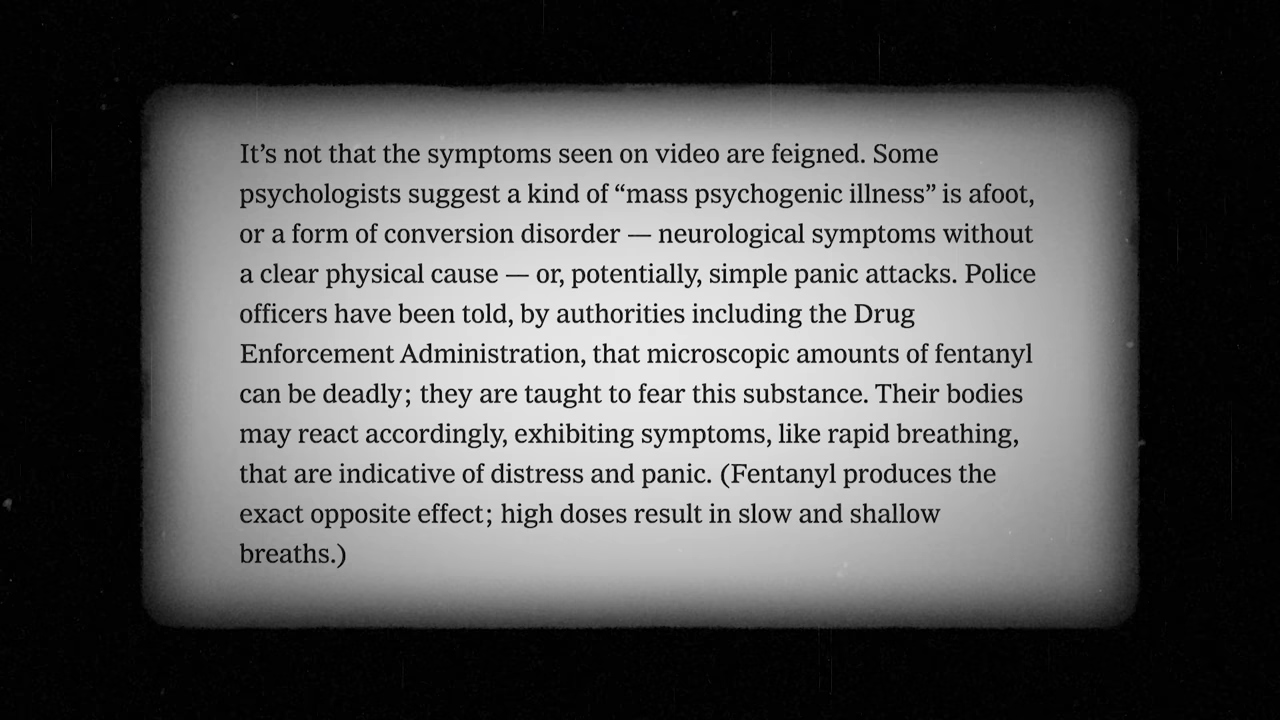 It’s not that the symptoms seen on video are feigned. Some
psychologists suggest a kind of “mass psychogenic illness” is afoot,
or a form of conversion disorder — neurological symptoms without
a clear physical cause — or, potentially, simple panic attacks. Police
officers have been told, by authorities including the Drug
Enforcement Administration, that microscopic amounts of fentanyl
can be deadly; they are taught to fear this substance. Their bodies
may react accordingly, exhibiting symptoms, like rapid breathing,
that are indicative of distress and panic. (Fentanyl produces the
exact opposite effect; high doses result in slow and shallow
breaths.)